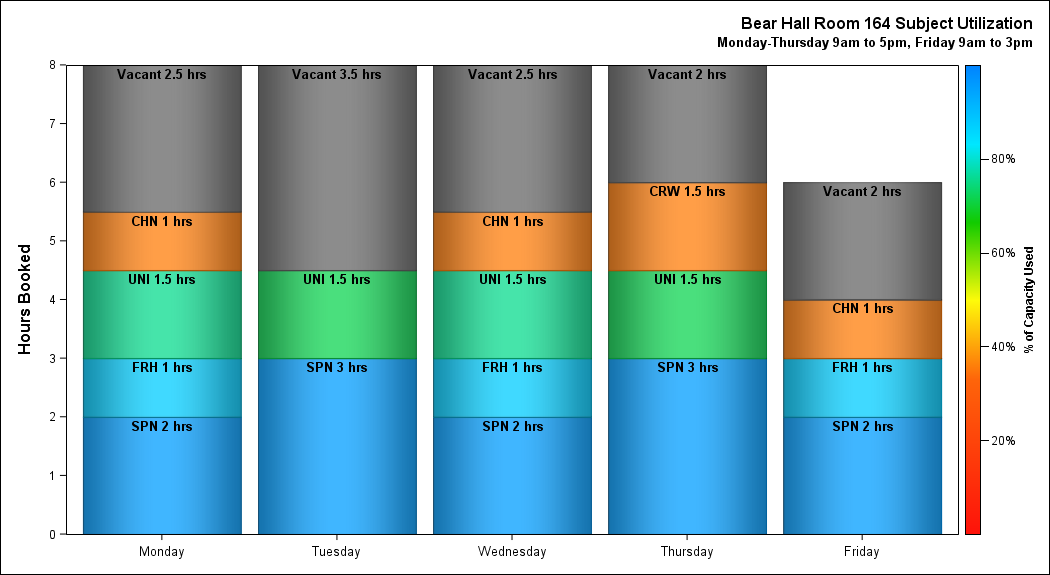 Bear Hall Room 164 Subject Utilization
Monday-Thursday 9am to 5pm, Friday 9am to 3pm
Hours Booked
8
7
6
5
4
3
2
1
0
Vacant 2.5 hrs
CHN 1 hrs
UNI 1.5 hrs
FRH 1 hrs
SPN 2 hrs
Monday
Vacant 3.5 hrs
UNI 1.5 hrs
SPN 3 hrs
Tuesday
Vacant 2.5 hrs
CHN 1 hrs
UNI 1.5 hrs
FRH 1 hrs
SPN 2 hrs
Wednesday
Vacant 2 hrs
CRW 1.5 hrs
UNI 1.5 hrs
SPN 3 hrs
Thursday
Vacant 2 hrs
CHN 1 hrs
FRH 1 hrs
SPN 2 hrs
Friday
80%
60%
40%
20%
% of Capacity Used